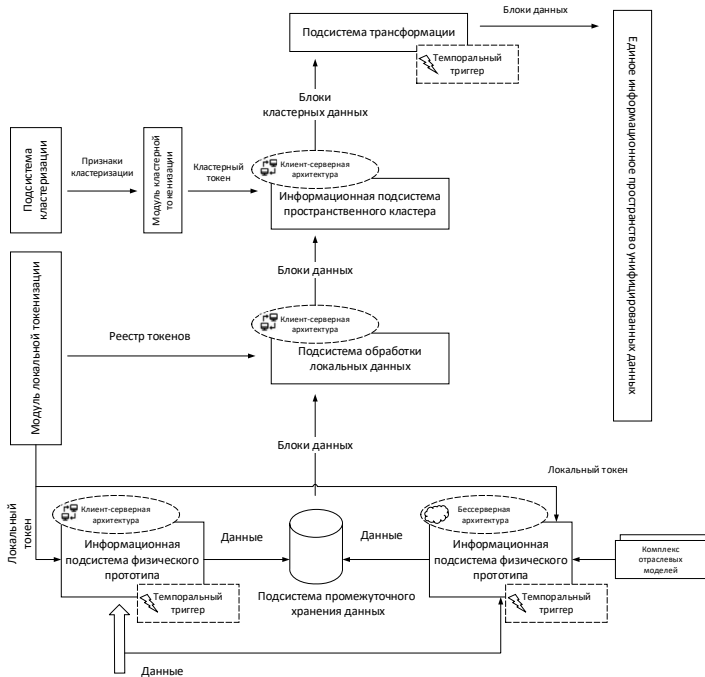 Блоки данных
Подсистема трансформации
Темпоральный
триггер
Единое информационное пространство унифицированных данных
Блоки
кластерных данных
Подсистема
кластеризации
Признаки
кластеризации
Модуль кластерной
тоненизации
Кластерный
токен
Клиент-серверная
архитектура
Информационная подсистема
пространственного кластера
Блоки данных
Модуль локальной токенизации
Реестр токенов
Клиент-серверная
архитектура
Подсистема обработки
локальных данных
Блоки данных
Локальный токен
Локальный
токен
Клиент-серверная
архитектура
Информационная
подсистема физического
прототипа
Темпоральный
триггер
Данные
Данные
Подсистема промежуточного
хранения данных
Бессерверная
архитектура
Информационная
подсистема физического
прототипа
Темпоральный
триггер
Комплекс
отраслевых
моделей
Данные